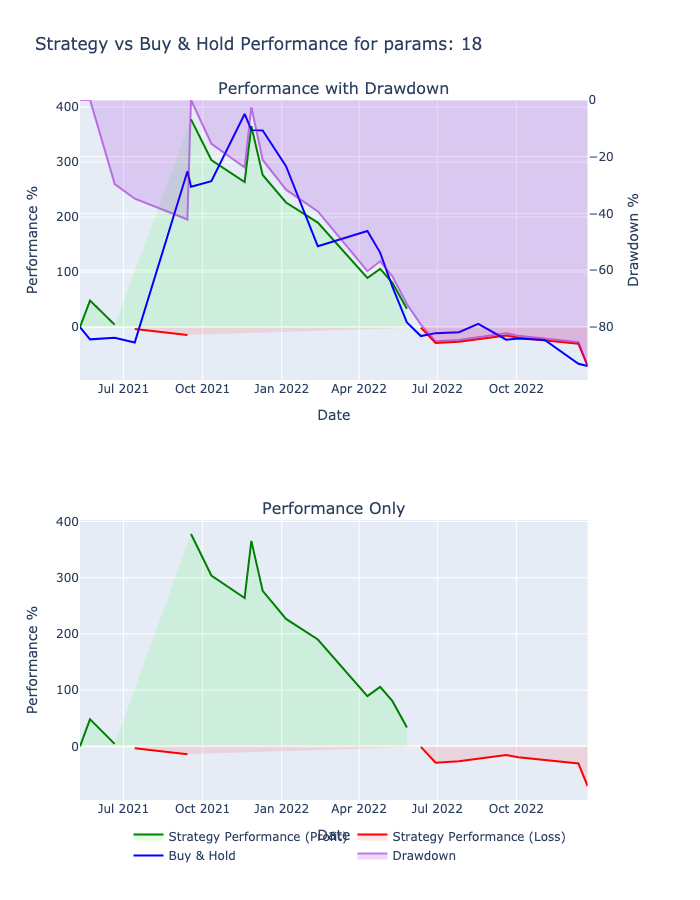 Strategy vs Buy & Hold Performance for params: 18
Performance with Drawdown
400
300
200
100
0
Performance %
0
−20
−40
−60
−80
Drawdown %
Jul 2021 Oct 2021 Jan 2022 Apr 2022 Jul 2022 Oct 2022
Date
Performance Only
400
300
200
100
0
Performance %
Jul 2021 Oct 2021 Jan 2022 Apr 2022 Jul 2022 Oct 2022
Date
Strategy Performance (Profit) Strategy Performance (Loss)
Buy & Hold Drawdown